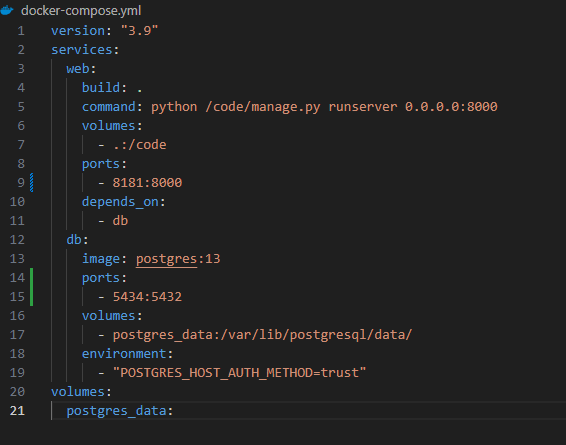 docker-compose.yml
1 version: "3.9"
2 services:
3   web:
4     build: .
5     command: python /code/manage.py runserver 0.0.0.0:8000
6     volumes:
7       - .:/code
8     ports:
9       - 8181:8000
10     depends_on:
11       - db
12   db:
13     image: postgres:13
14     ports:
15       - 5434:5432
16     volumes:
17       - postgres_data:/var/lib/postgresql/data/
18     environment:
19       - "POSTGRES_HOST_AUTH_METHOD=trust"
20 volumes:
21   postgres_data: